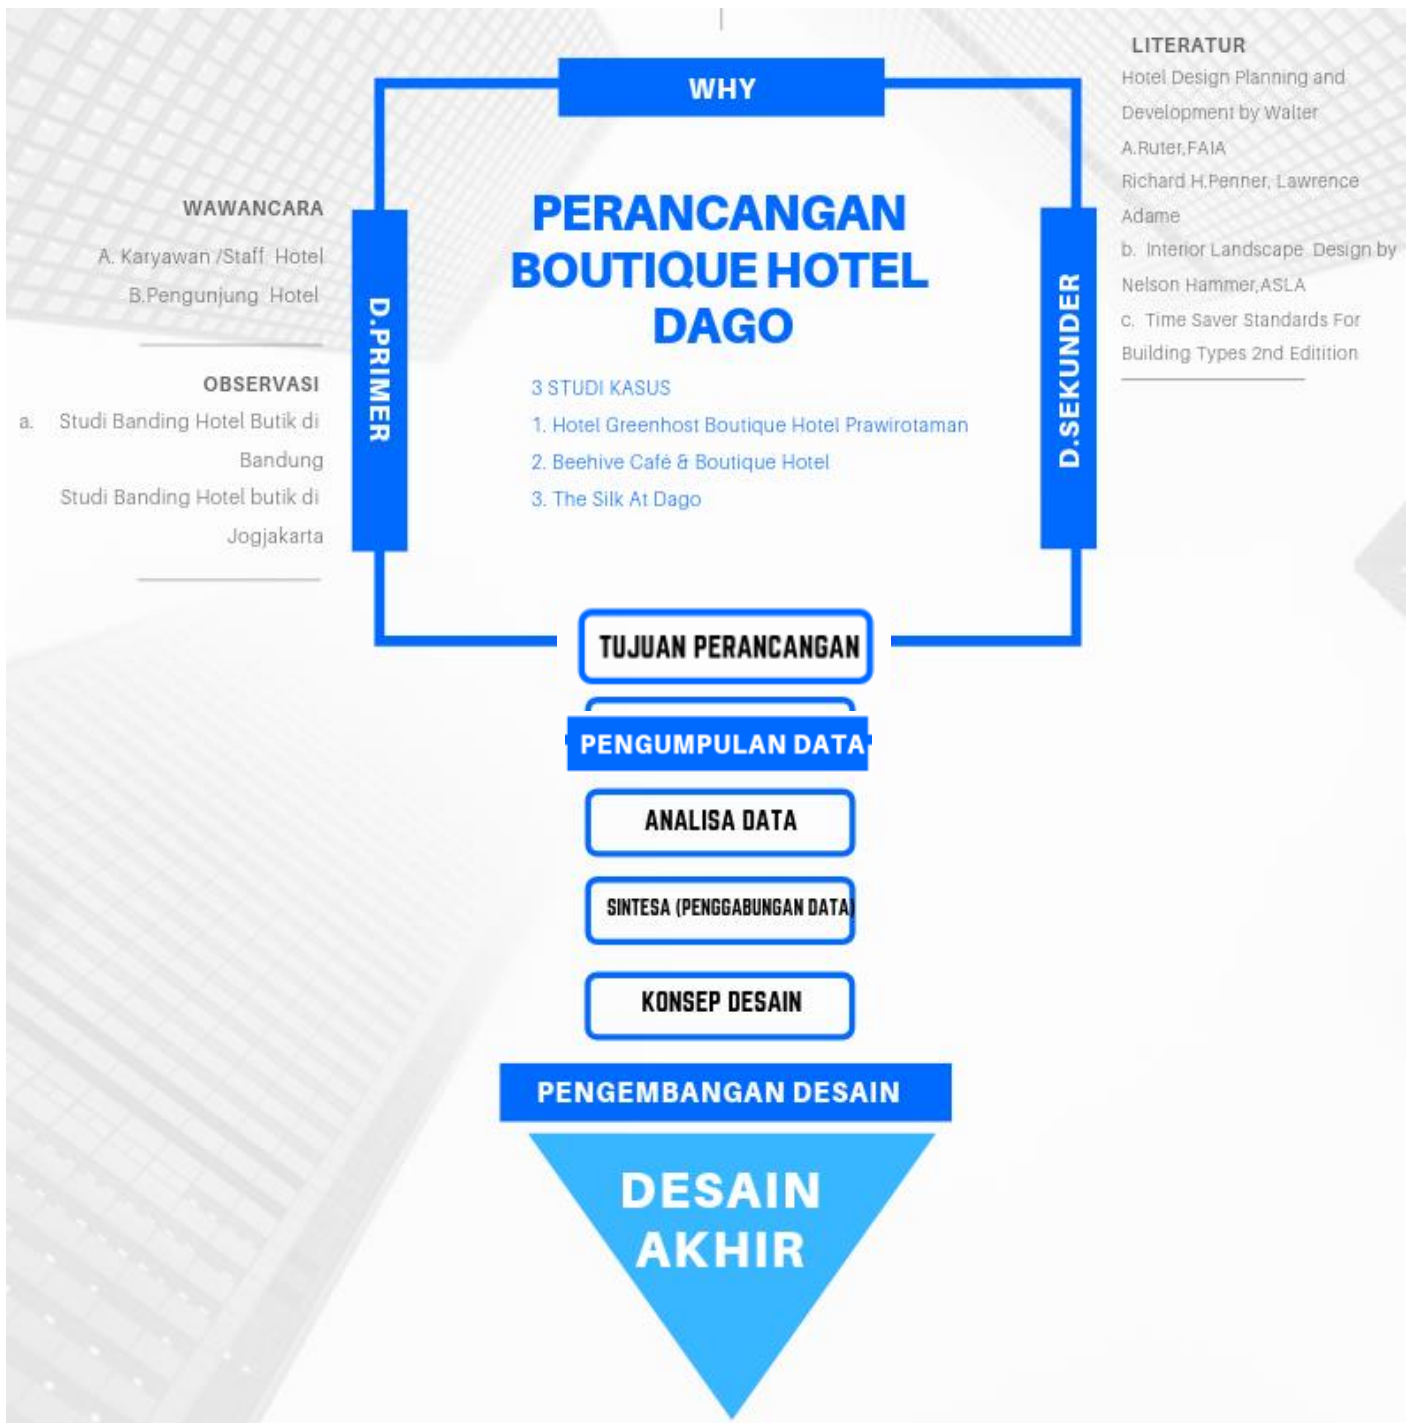 WHY
PERANCANGAN
BOUTIQUE HOTEL
DAGO
3 STUDI KASUS
1. Hotel Greenhost Boutique Hotel Prawirotaman
2. Beehive Café & Boutique Hotel
3. The Silk At Dago
D.PRIMER
WAWANCARA
A. Karyawan /Staff Hotel
B.Pengunjung Hotel
OBSERVASI
a. Studi Banding Hotel Butik di
Bandung
Studi Banding Hotel butik di
Jogjakarta
D.SEKUNDER
LITERATUR
Hotel Design Planning and
Development by Walter
A.Ruter,FAIA
Richard H.Penner, Lawrence
Adame
b. Interior Landscape Design by
Nelson Hammer,ASLA
c. Time Saver Standards For
Building Types 2nd Editition
TUJUAN PERANCANGAN
PENGUMPULAN DATA
ANALISA DATA
SINTESA (PENGGABUNGAN DATA)
KONSEP DESAIN
PENGEMBANGAN DESAIN
DESAIN
AKHIR